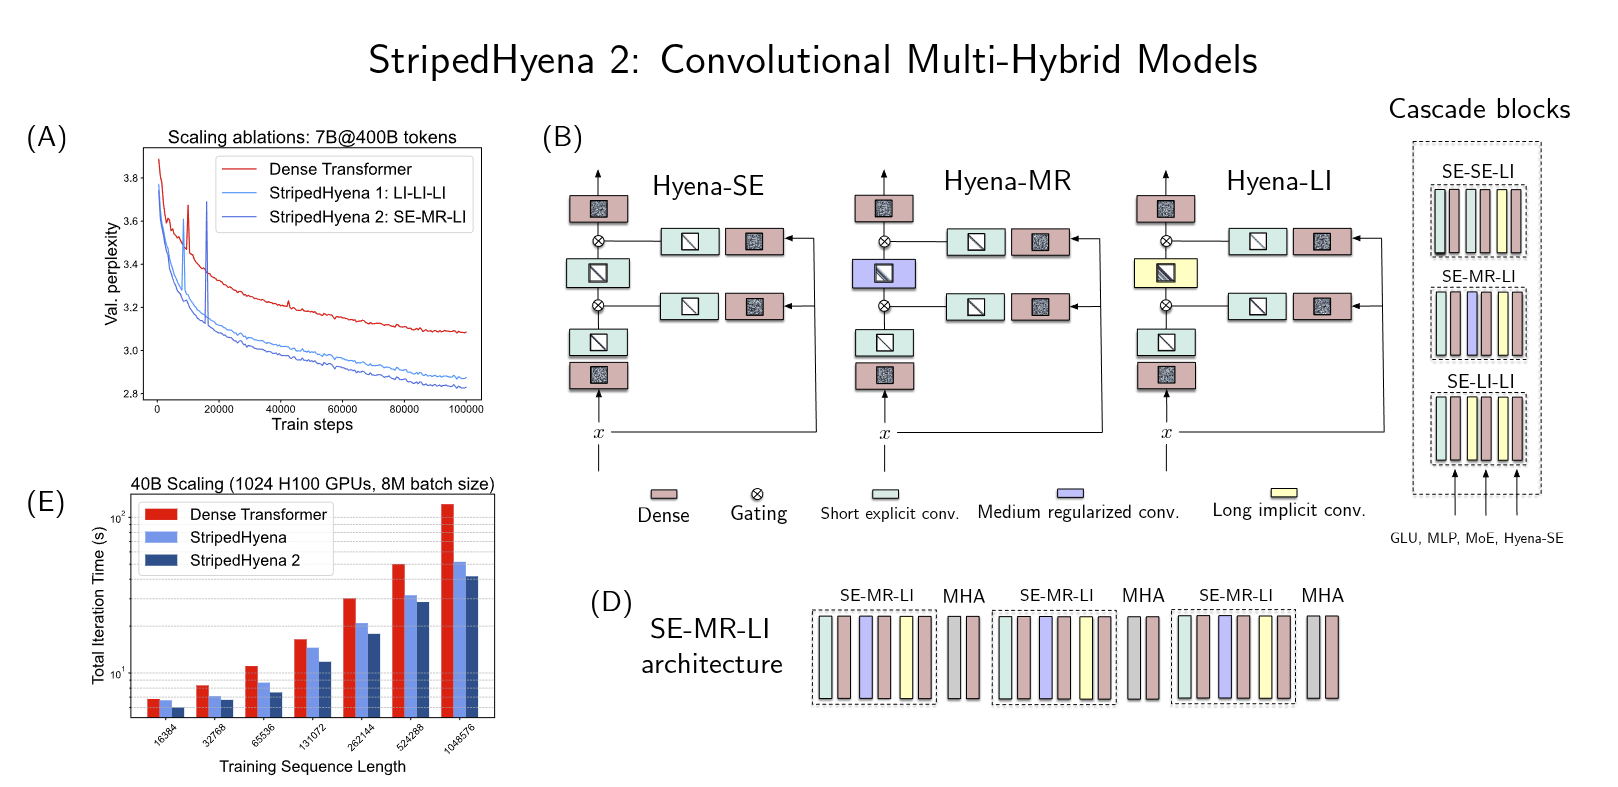 StripedHyena 2: Convolutional Multi-Hybrid Models
(A)
Scaling ablations: 7B@400B tokens
Dense Transformer
StripedHyena 1: LI-LI-LI
StripedHyena 2: SE-MR-LI
Val. perplexity
3.8
3.6
3.4
3.2
3.0
2.8
0
20000
40000
60000
80000
100000
Train steps
(B)
Hyena-SE
Hyena-MR
Hyena-LI
x
x
x
Dense
Gating
Short explicit conv.
Medium regularized conv.
Long implicit conv.
Cascade blocks
SE-SE-LI
SE-MR-LI
SE-LI-LI
GLU, MLP, MoE, Hyena-SE
(E)
40B Scaling (1024 H100 GPUs, 8M batch size)
Dense Transformer
StripedHyena
StripedHyena 2
Total Iteration Time (s)
10²
10¹
16384
32768
65536
131072
262144
524288
1048576
Training Sequence Length
(D)
SE-MR-LI
architecture
SE-MR-LI
MHA
SE-MR-LI
MHA
SE-MR-LI
MHA